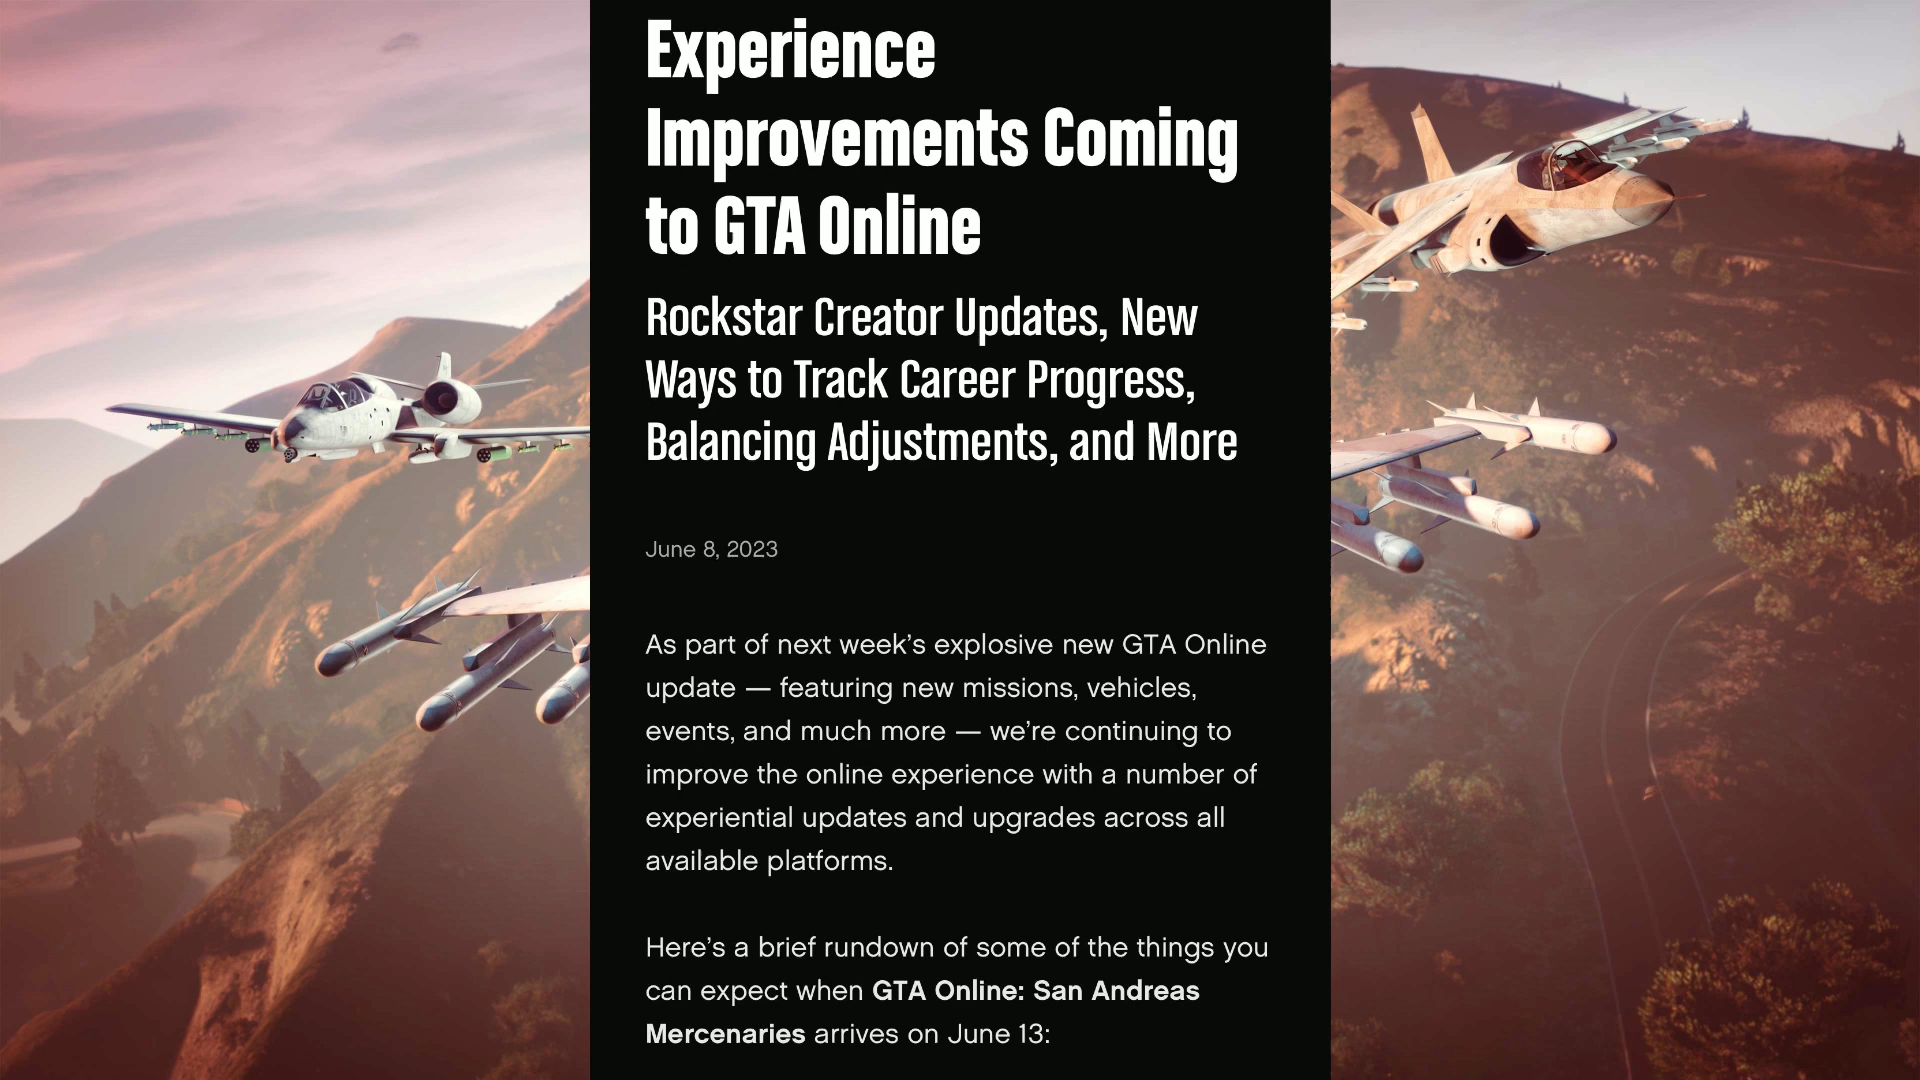 Experience
Improvements Coming
to GTA Online
Rockstar Creator Updates, New
Ways to Track Career Progress,
Balancing Adjustments, and More
June 8, 2023
As part of next week’s explosive new GTA Online
update — featuring new missions, vehicles,
events, and much more — we’re continuing to
improve the online experience with a number of
experiential updates and upgrades across all
available platforms.
Here’s a brief rundown of some of the things you
can expect when GTA Online: San Andreas
Mercenaries arrives on June 13: